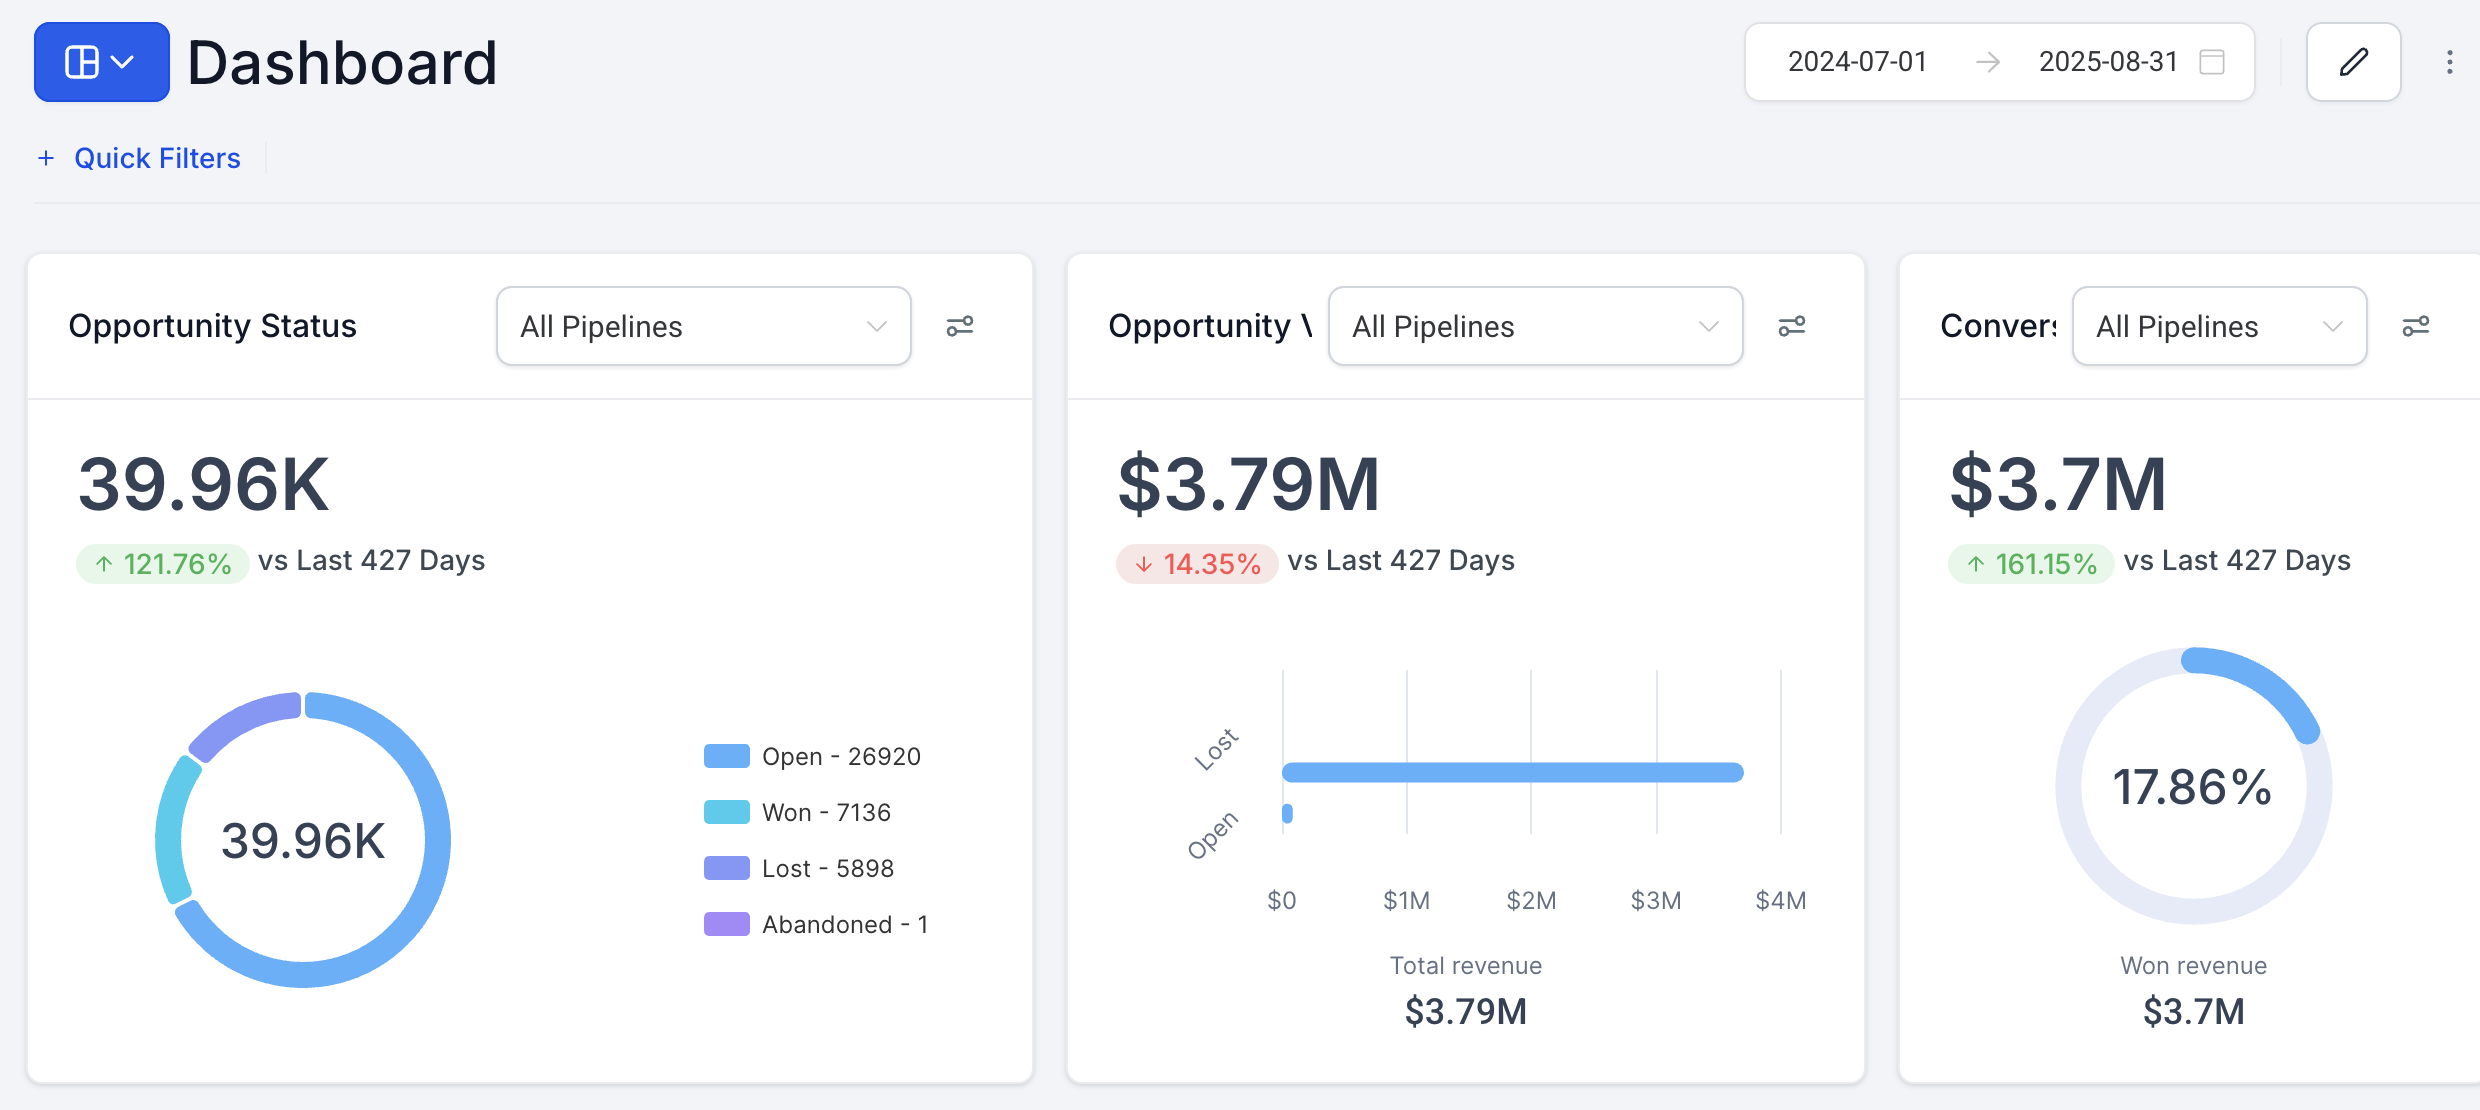 Dashboard
2024-07-01 → 2025-08-31
+ Quick Filters
Opportunity Status
All Pipelines
39.96K
↑ 121.76% vs Last 427 Days
39.96K
Open - 26920
Won - 7136
Lost - 5898
Abandoned - 1
Opportunity
All Pipelines
$3.79M
↓ 14.35% vs Last 427 Days
Lost
Open
$0 $1M $2M $3M $4M
Total revenue
$3.79M
Convers
All Pipelines
$3.7M
↑ 161.15% vs Last 427 Days
17.86%
Won revenue
$3.7M